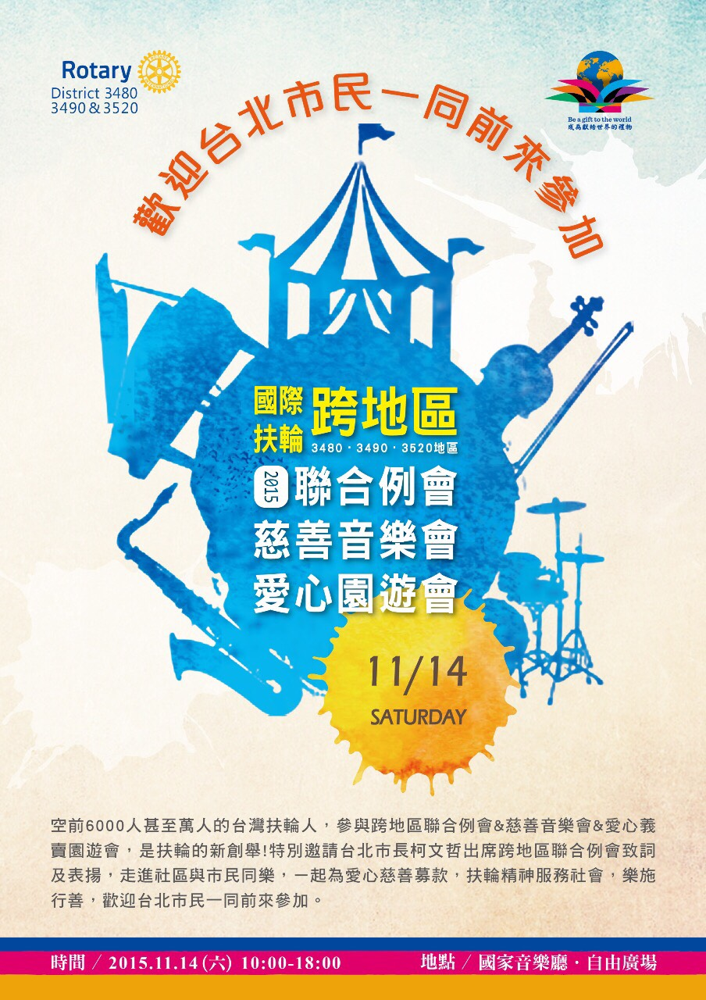 Rotary
District 3480
3490 & 3520
Be a gift to the world
成為獻給世界的禮物
歡迎台北市民一同前來參加
國際
扶輪
跨地區
3480．3490．3520地區
2015 聯合例會
慈善音樂會
愛心園遊會
11/14
SATURDAY
空前6000人甚至萬人的台灣扶輪人，參與跨地區聯合例會&慈善音樂會&愛心義
賣園遊會，是扶輪的新創舉!特別邀請台北市長柯文哲出席跨地區聯合例會致詞
及表揚，走進社區與市民同樂，一起為愛心慈善募款，扶輪精神服務社會，樂施
行善，歡迎台北市民一同前來參加。
時間／2015.11.14(六) 10:00-18:00
地點／國家音樂廳．自由廣場